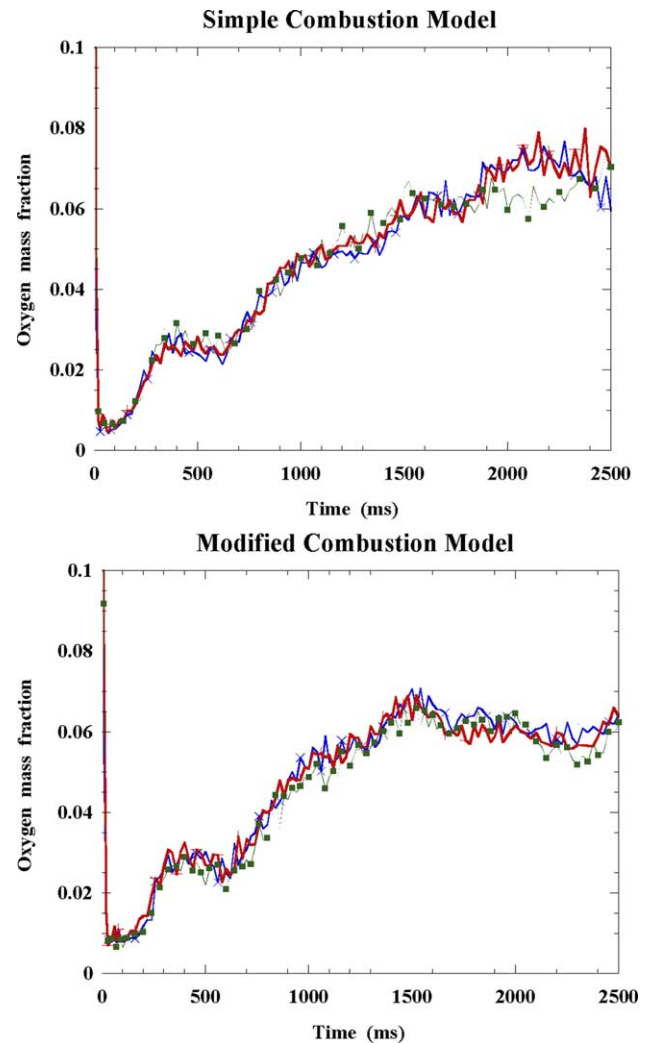 Simple Combustion Model
0.1
0.08
0.06
0.04
0.02
0
Oxygen mass fraction
0 500 1000 1500 2000 2500
Time (ms)
Modified Combustion Model
0.1
0.08
0.06
0.04
0.02
0
Oxygen mass fraction
0 500 1000 1500 2000 2500
Time (ms)